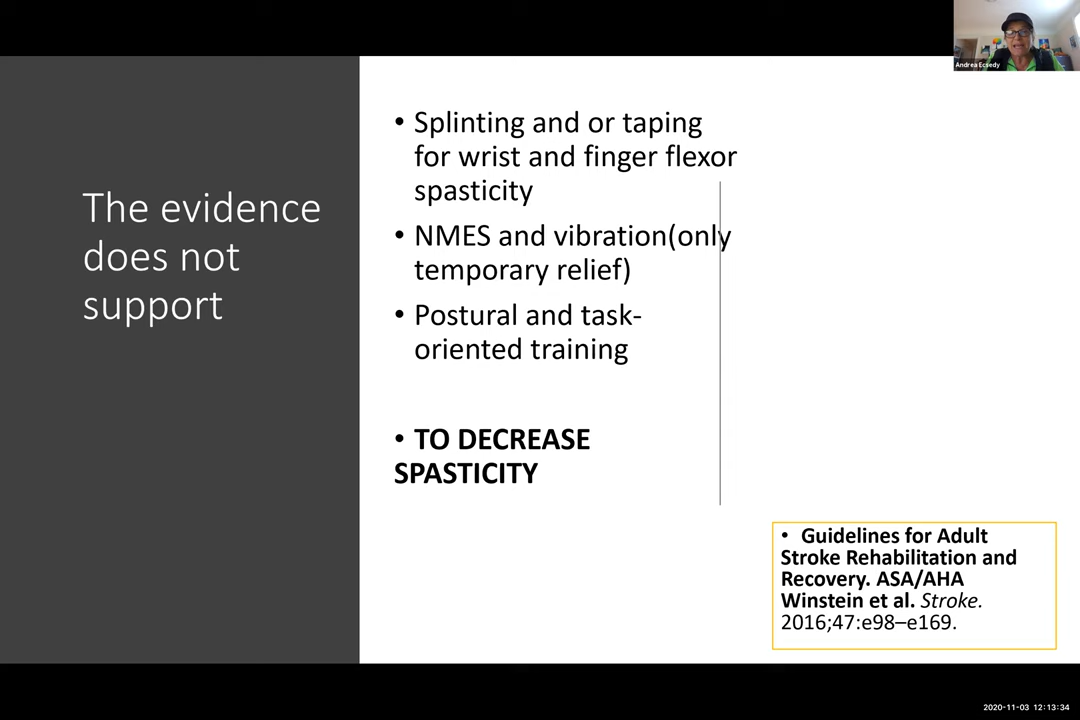 The evidence
does not
support
• Splinting and or taping
for wrist and finger flexor
spasticity
• NMES and vibration(only
temporary relief)
• Postural and task-
oriented training
• TO DECREASE
SPASTICITY
• Guidelines for Adult
Stroke Rehabilitation and
Recovery. ASA/AHA
Winstein et al. Stroke.
2016;47:e98–e169.
Andrea Ecsedy
2020-11-03 12:13:34